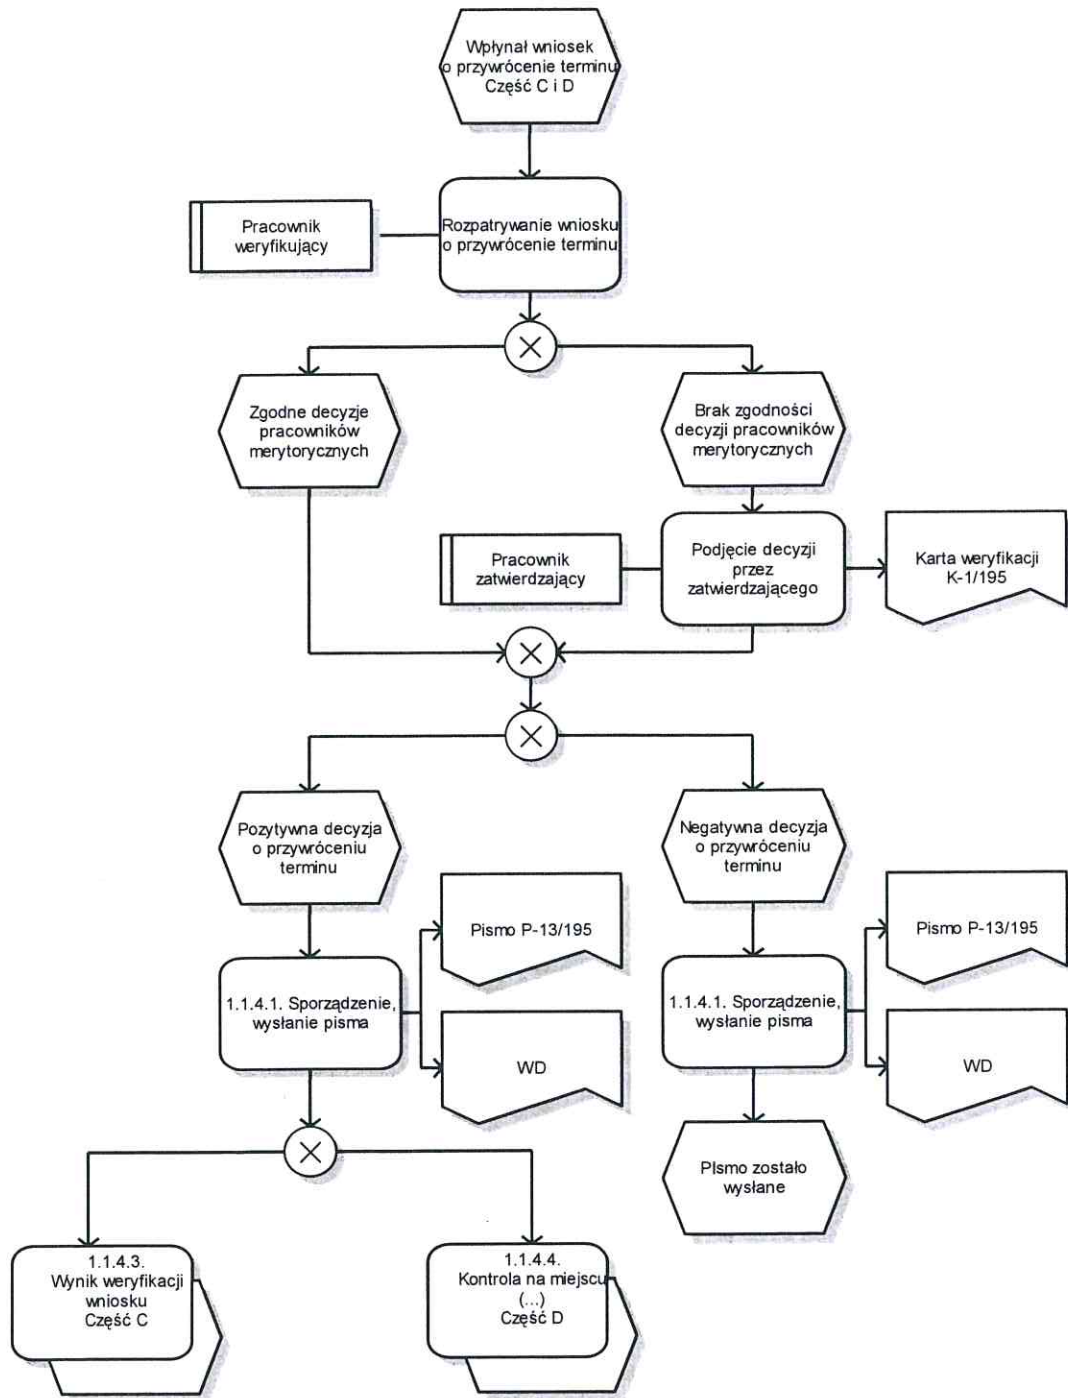 Wpłynał wniosek
o przywrócenie terminu
Część C i D
Pracownik
weryfikujący
Rozpatrywanie wniosku
o przywrócenie terminu
Zgodne decyzje
pracowników
merytorycznych
Brak zgodności
decyzji pracowników
merytorycznych
Pracownik
zatwierdzający
Podjęcie decyzji
przez
zatwierdzającego
Karta weryfikacji
K-1/195
Pozytywna decyzja
o przywróceniu
terminu
Negatywna decyzja
o przywróceniu
terminu
Pismo P-13/195
Pismo P-13/195
1.1.4.1. Sporządzenie,
wysłanie pisma
1.1.4.1. Sporządzenie,
wysłanie pisma
WD
WD
PIsmo zostało
wysłane
1.1.4.3.
Wynik weryfikacji
wniosku
Część C
1.1.4.4.
Kontrola na miejscu
(...)
Część D